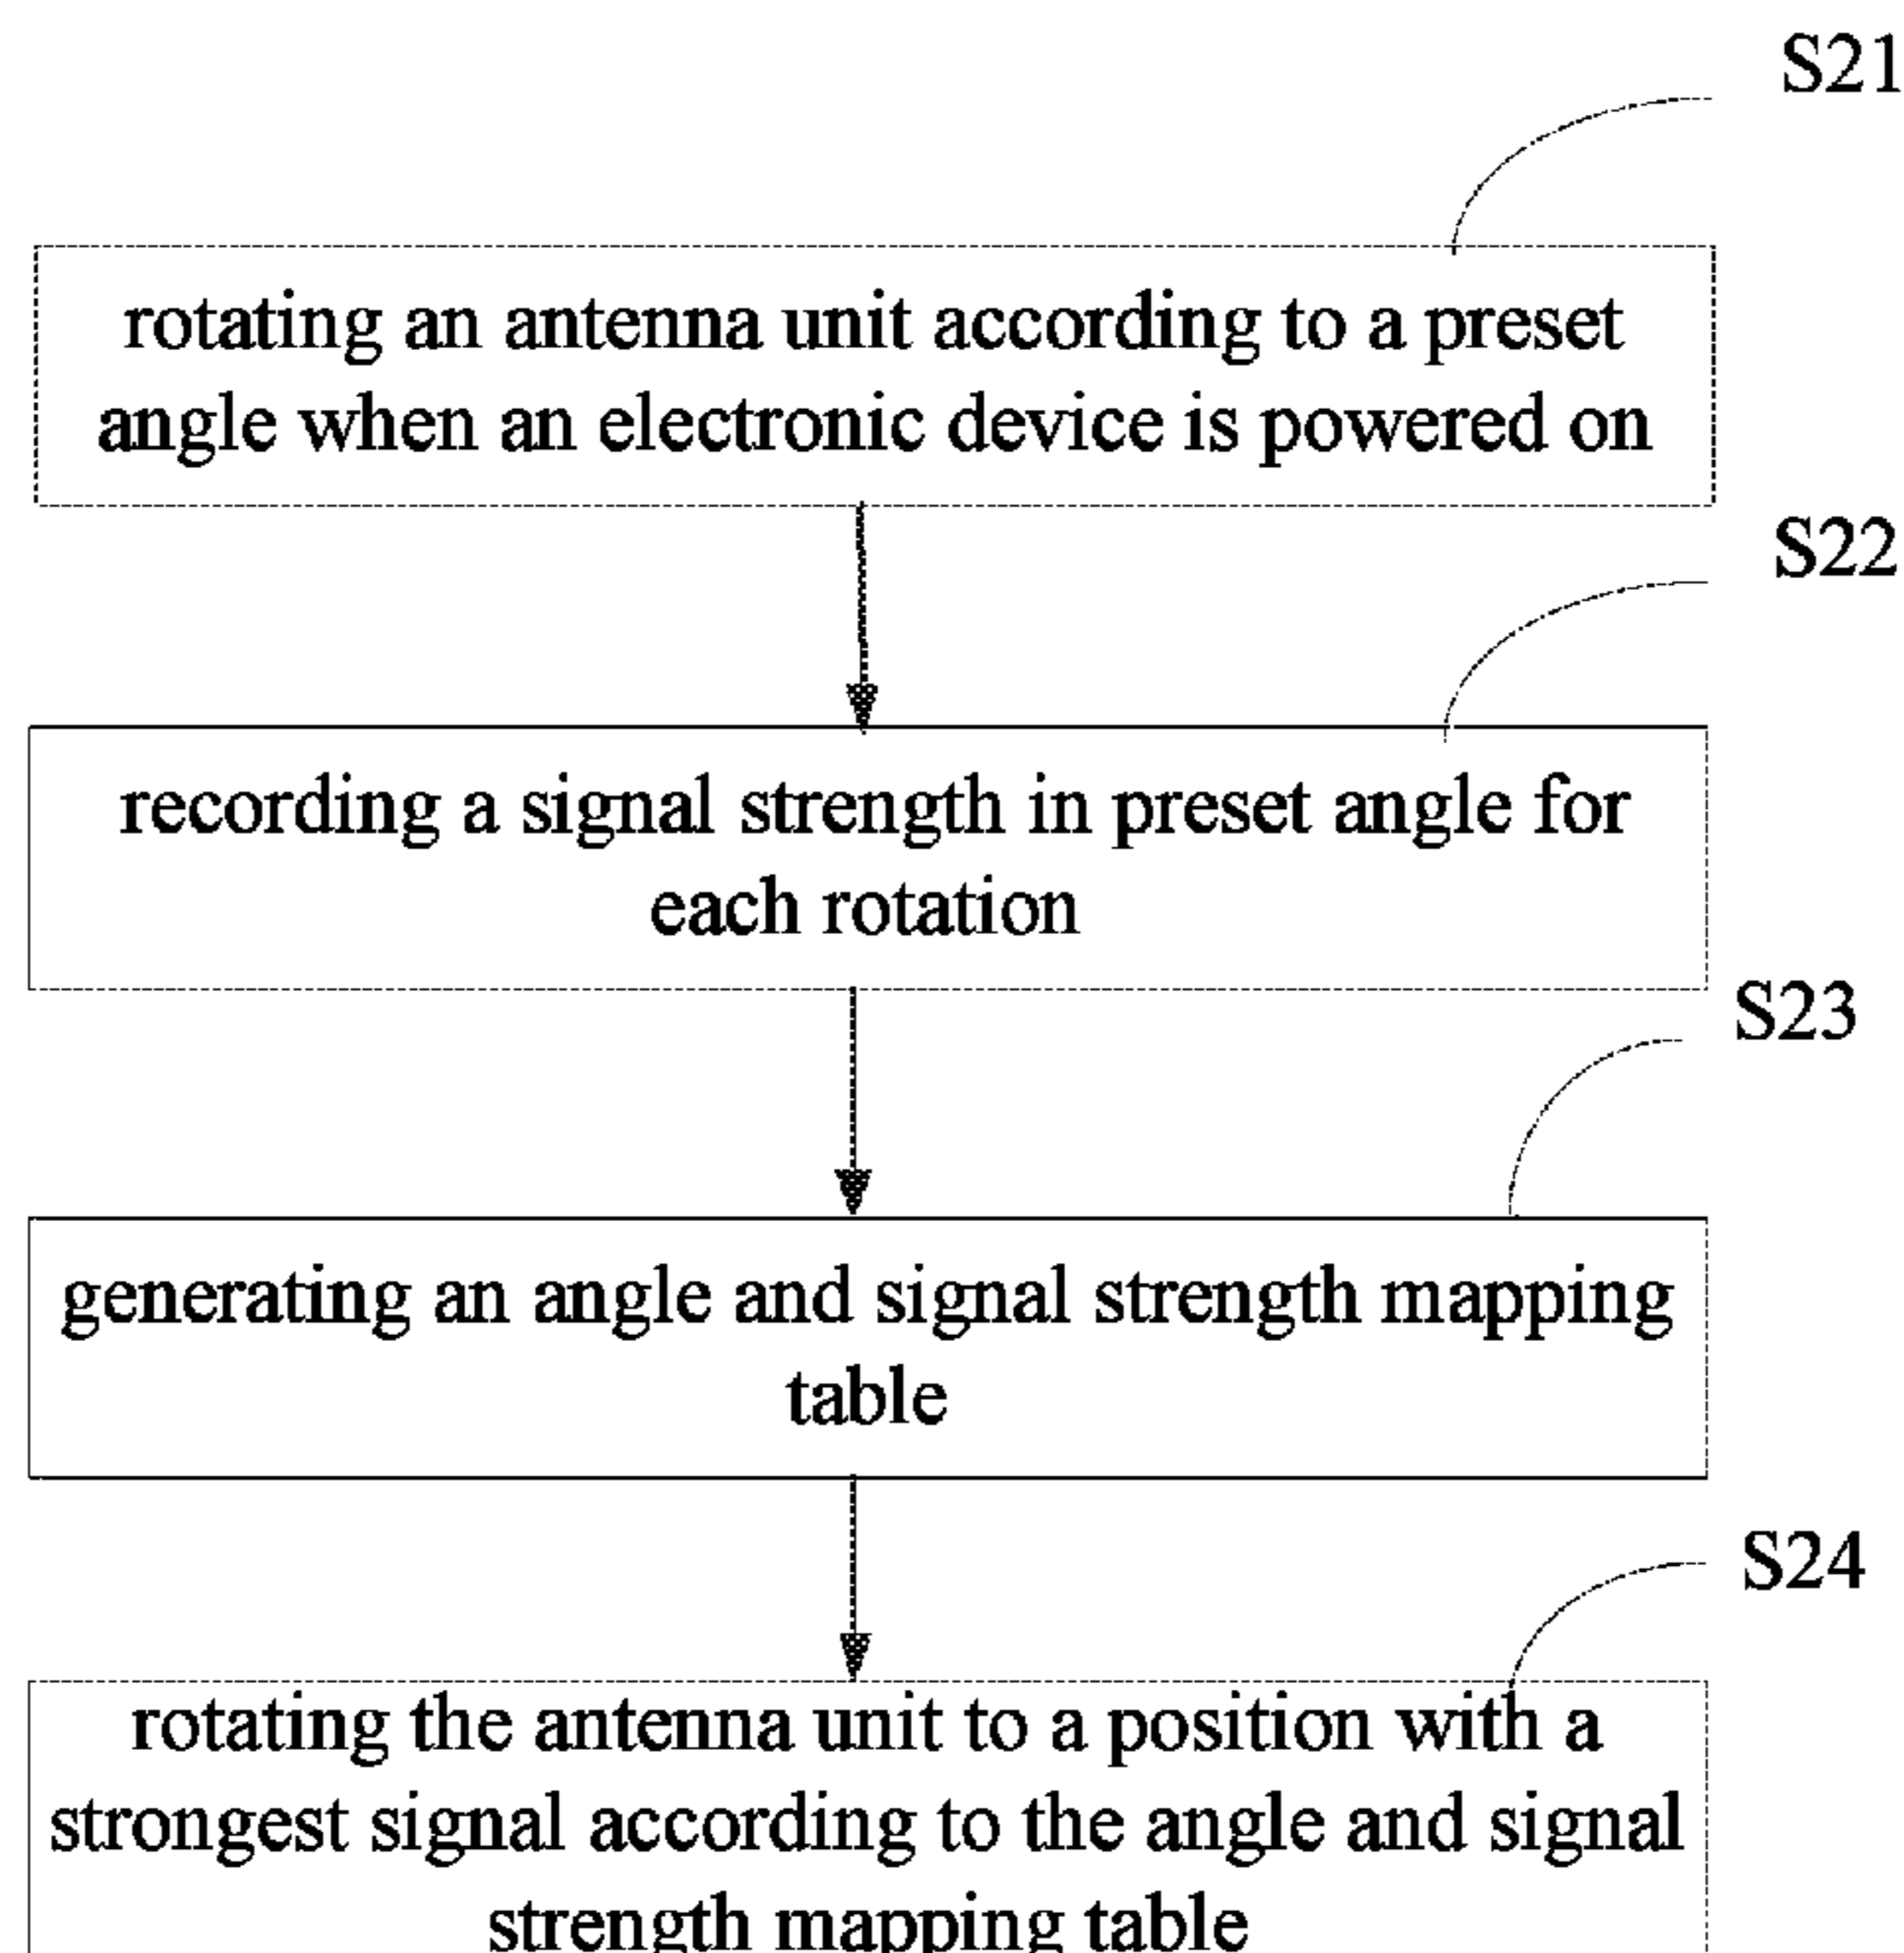 S21
rotating an antenna unit according to a preset
angle when an electronic device is powered on
S22
recording a signal strength in preset angle for
each rotation
S23
generating an angle and signal strength mapping
table
S24
rotating the antenna unit to a position with a
strongest signal according to the angle and signal
strength mapping table